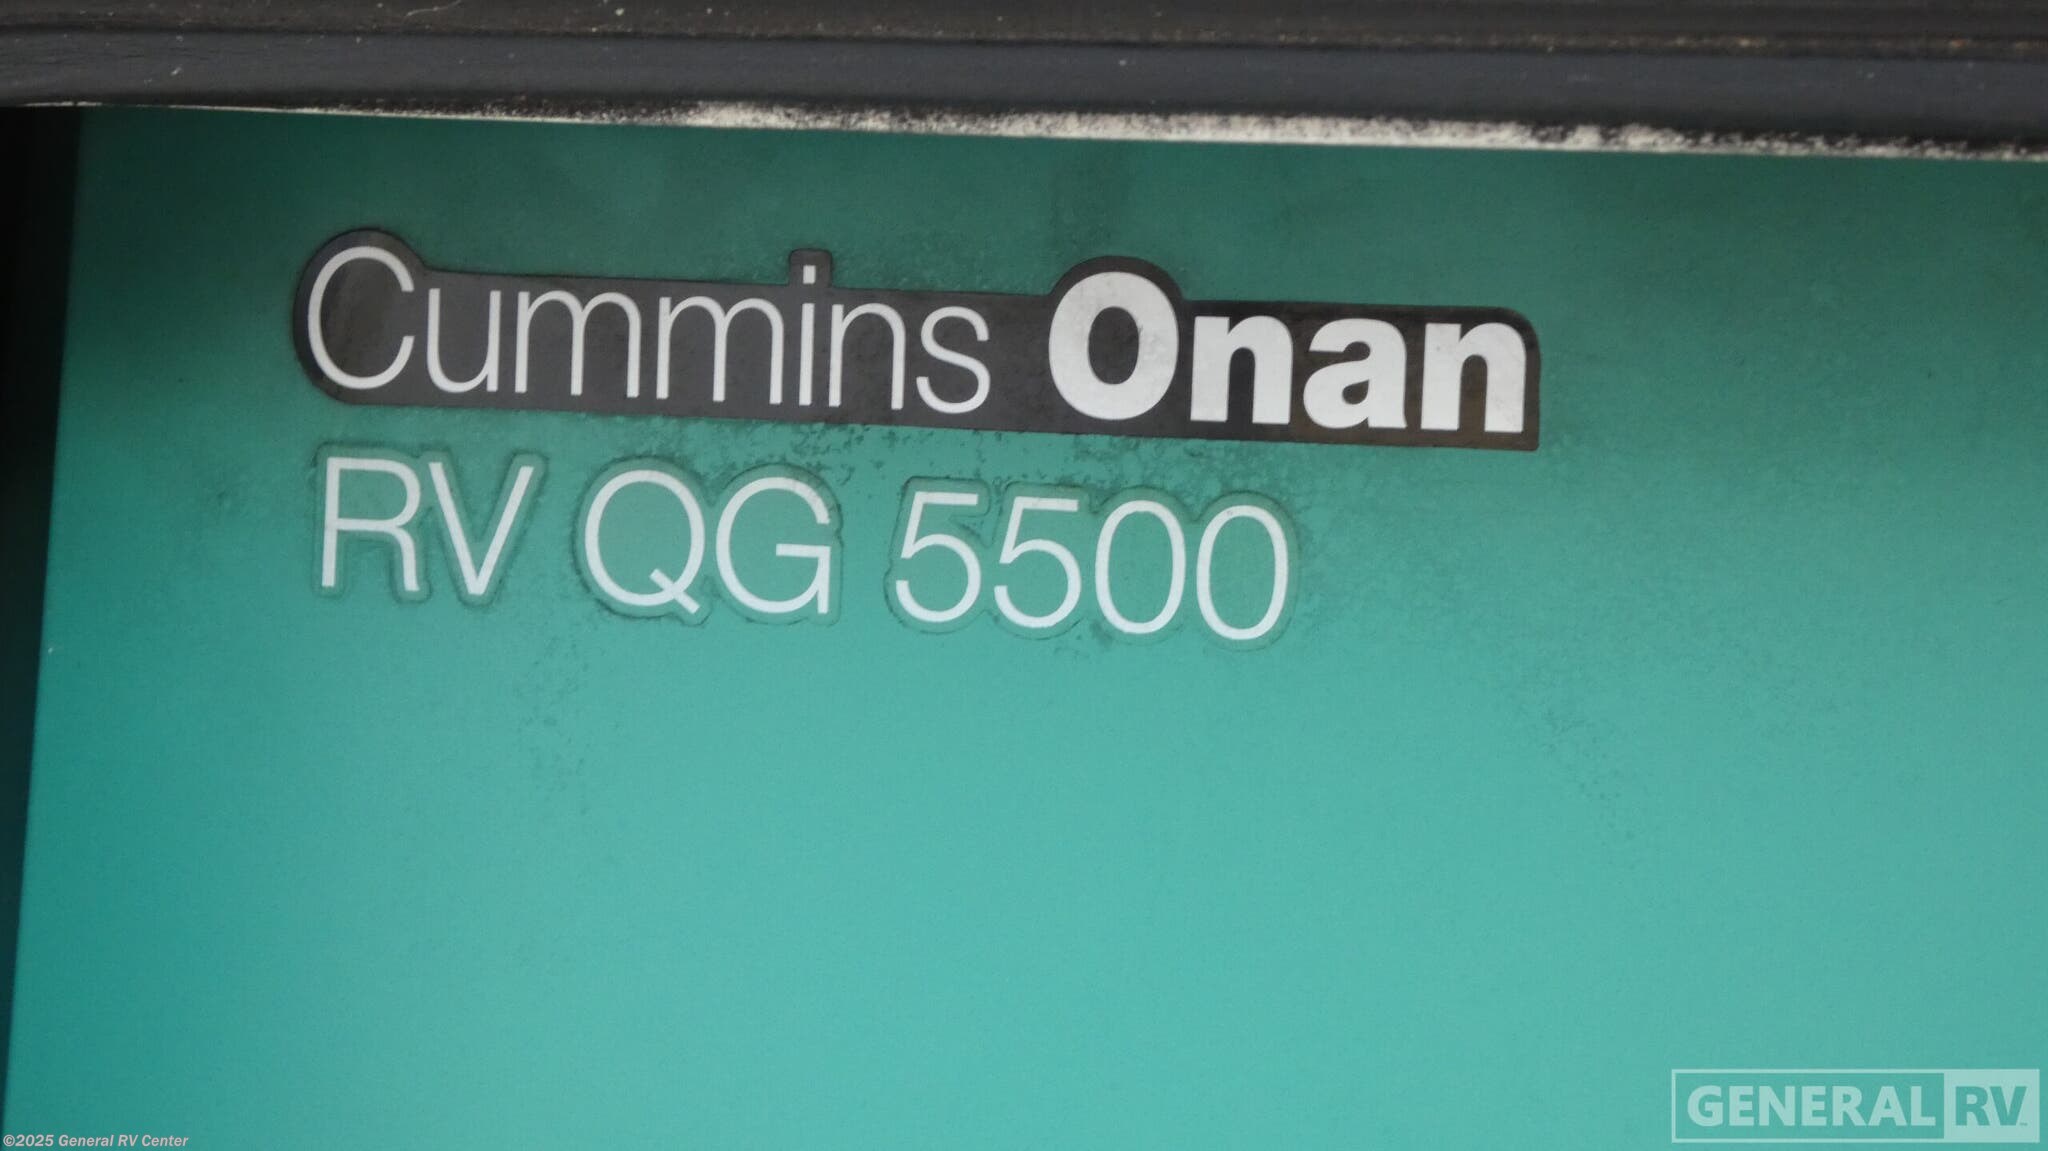 Cummins Onan
RV QG 5500
GENERAL RV
©2025 General RV Center